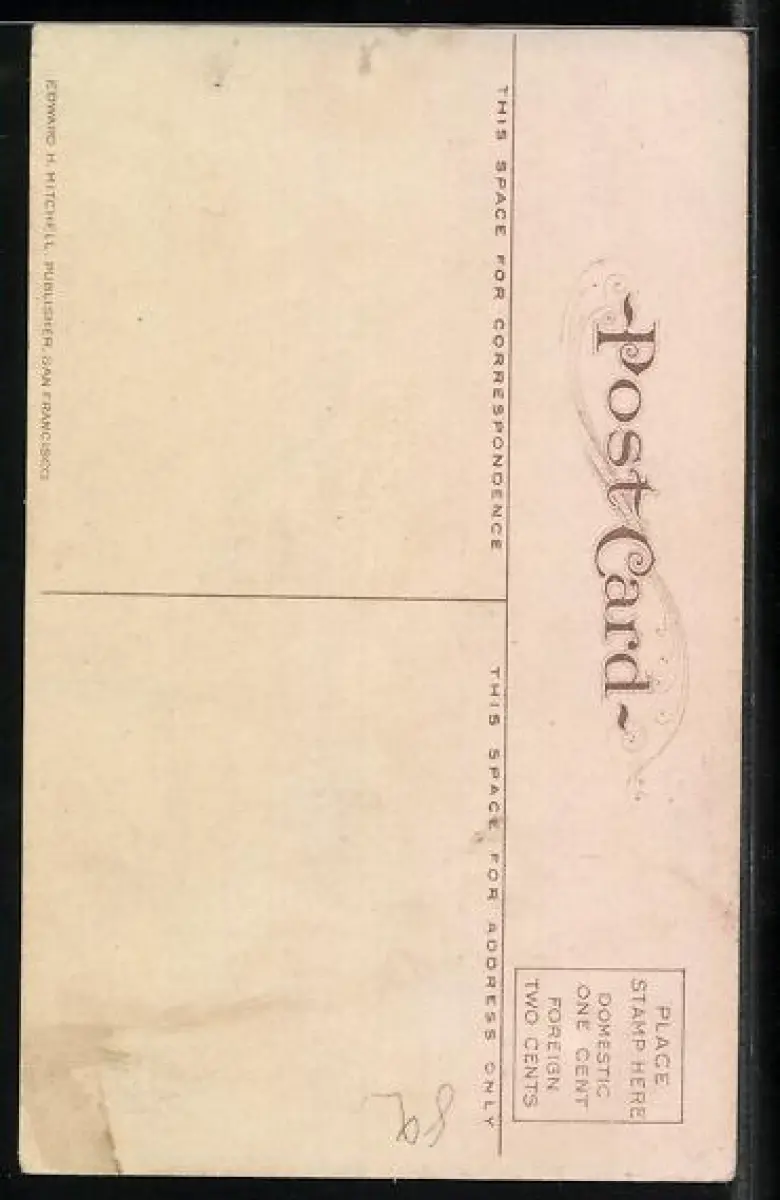 Post Card
PLACE
STAMP HERE
DOMESTIC
ONE CENT
FOREIGN
TWO CENTS
THIS SPACE FOR CORRESPONDENCE
THIS SPACE FOR ADDRESS ONLY
EDWARD H. MITCHELL, PUBLISHER, SAN FRANCISCO